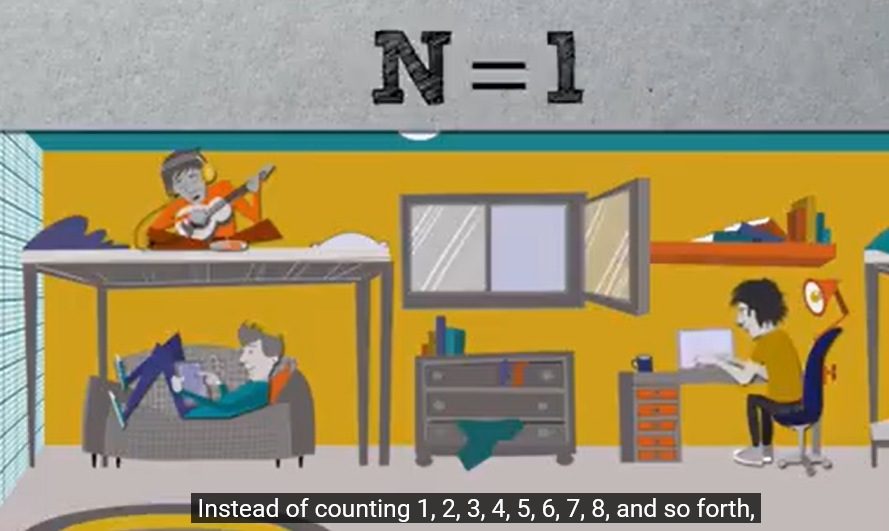 N = 1
Instead of counting 1, 2, 3, 4, 5, 6, 7, 8, and so forth,